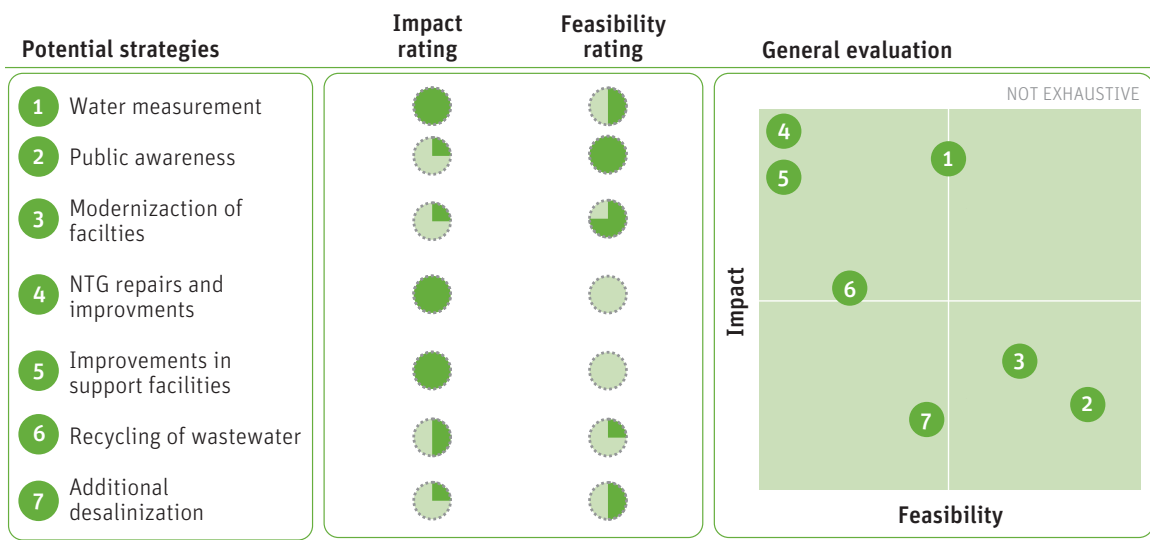 Potential strategies
Impact
rating
Feasibility
rating
General evaluation
1
Water measurement
2
Public awareness
3
Modernizaction of
facilties
4
NTG repairs and
improvments
5
Improvements in
support facilities
6
Recycling of wastewater
7
Additional
desalinization
NOT EXHAUSTIVE
4
1
5
6
3
2
7
Impact
Feasibility